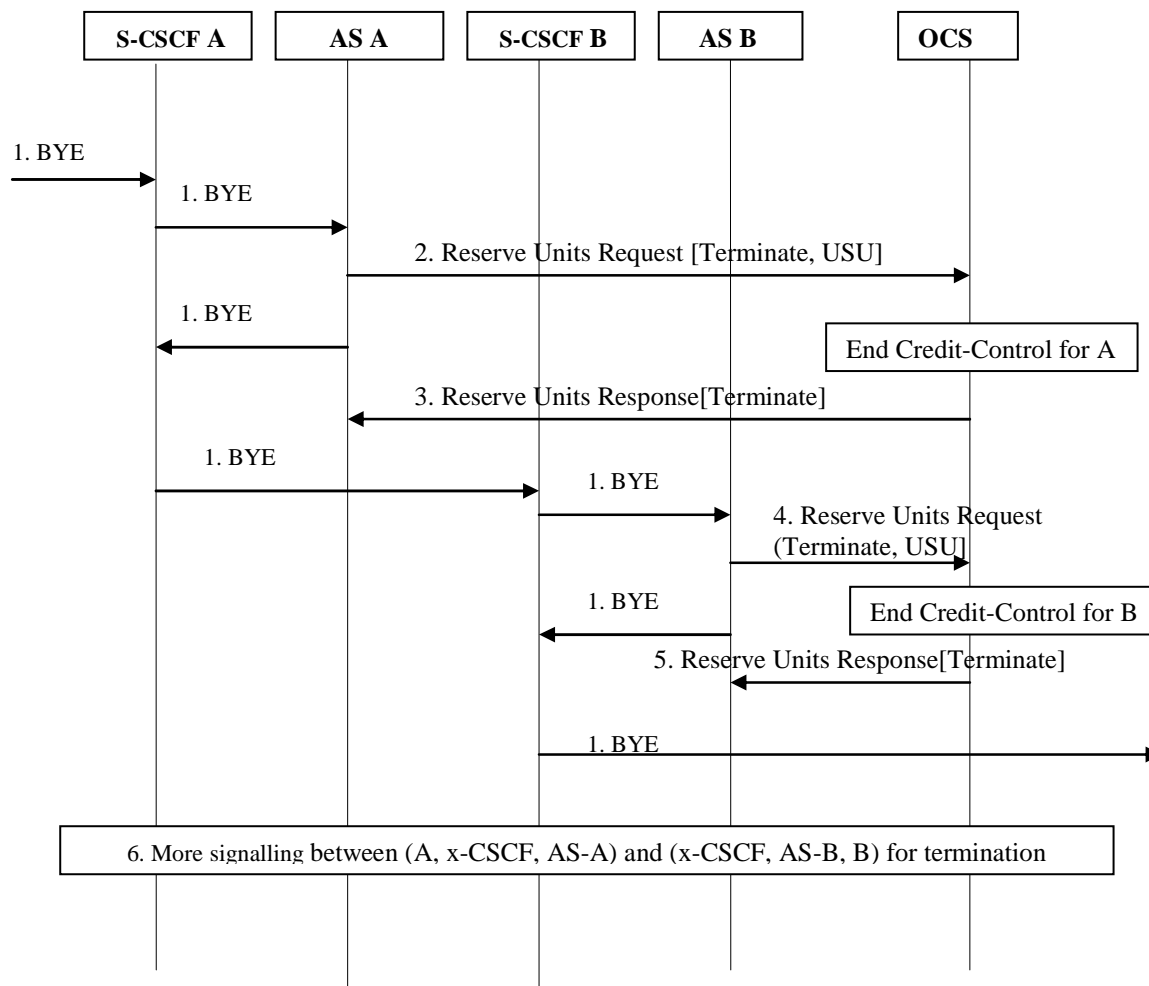 S-CSCF A
AS A
S-CSCF B
AS B
OCS
1. BYE
1. BYE
2. Reserve Units Request [Terminate, USU]
1. BYE
End Credit-Control for A
3. Reserve Units Response[Terminate]
1. BYE
1. BYE
4. Reserve Units Request
(Terminate, USU]
1. BYE
End Credit-Control for B
5. Reserve Units Response[Terminate]
1. BYE
6. More signalling between (A, x-CSCF, AS-A) and (x-CSCF, AS-B, B) for termination